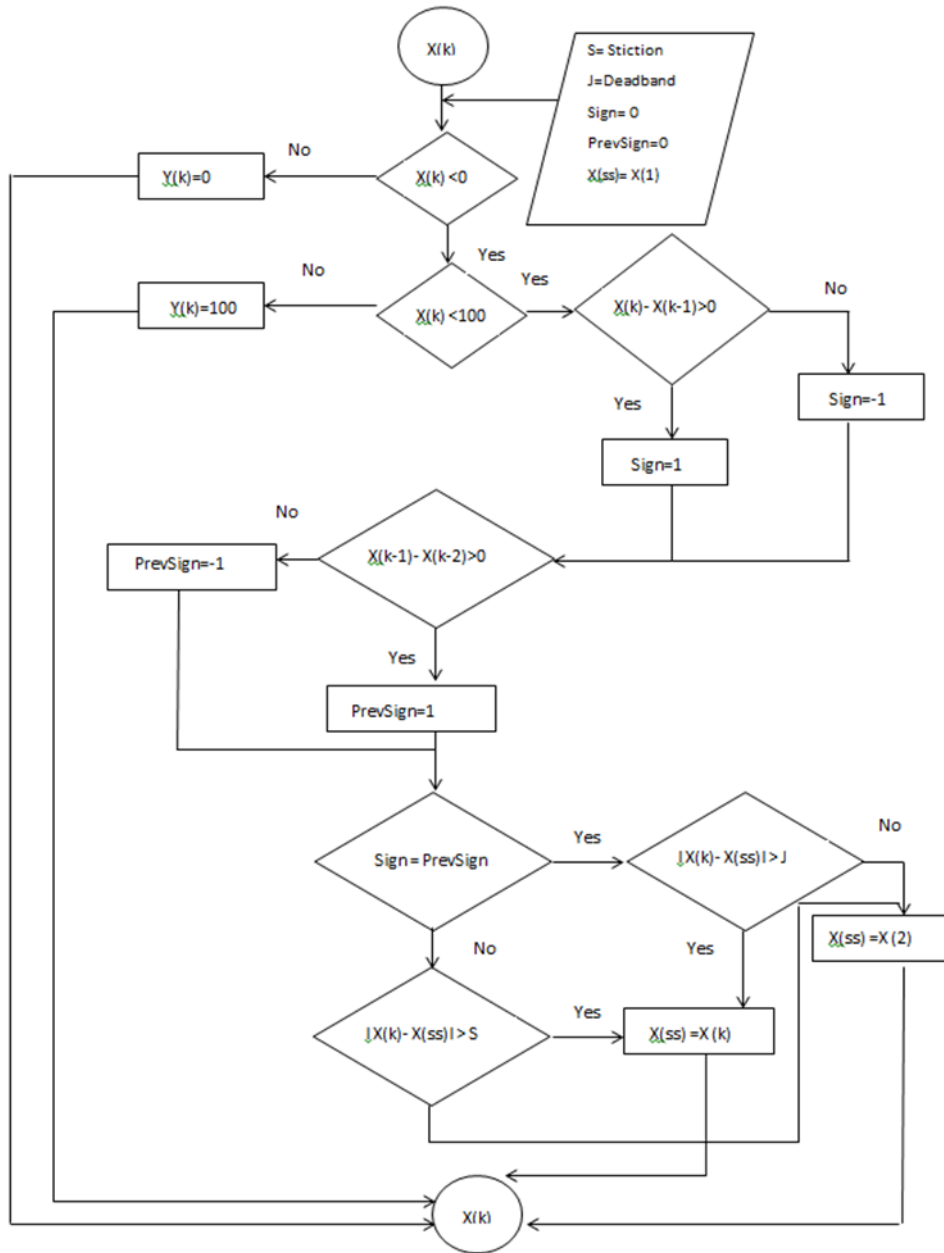 X(k)
S= Stiction
J=Deadband
Sign= 0
PrevSign=0
X(ss)= X(1)
No
Y(k)=0
X(k) <0
Yes
No
Yes
Y(k)=100
X(k) <100
X(k)- X(k-1)>0
No
Yes
Sign=-1
Sign=1
No
X(k-1)- X(k-2)>0
PrevSign=-1
Yes
PrevSign=1
Sign = PrevSign
Yes
|X(k)- X(ss)| > J
No
X(ss) =X (2)
No
Yes
|X(k)- X(ss)| > S
Yes
X(ss) =X (k)
X(k)